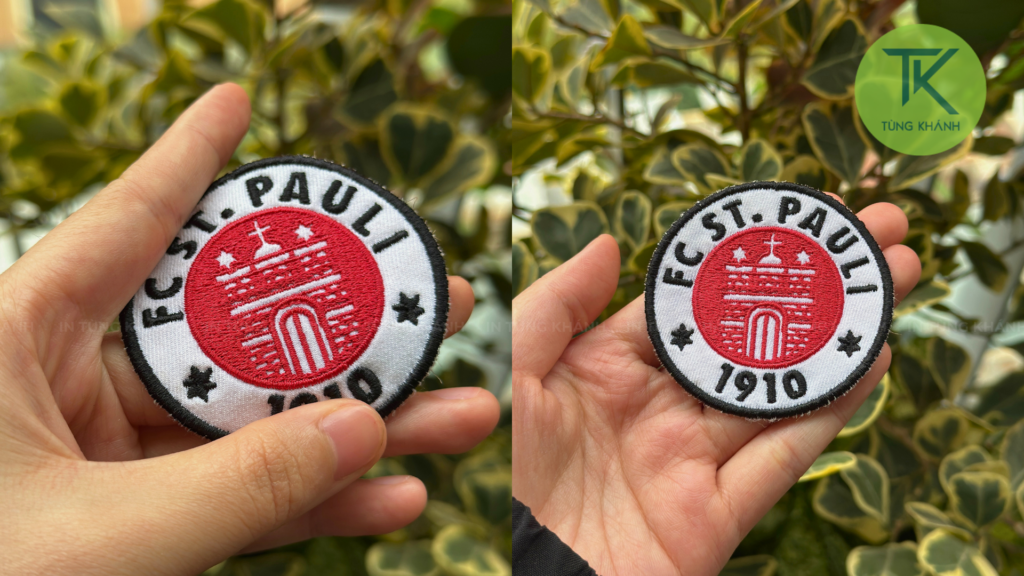 FC ST. PAULI
1910
TK
TÙNG KHÁNH
FC ST. PAULI
1910